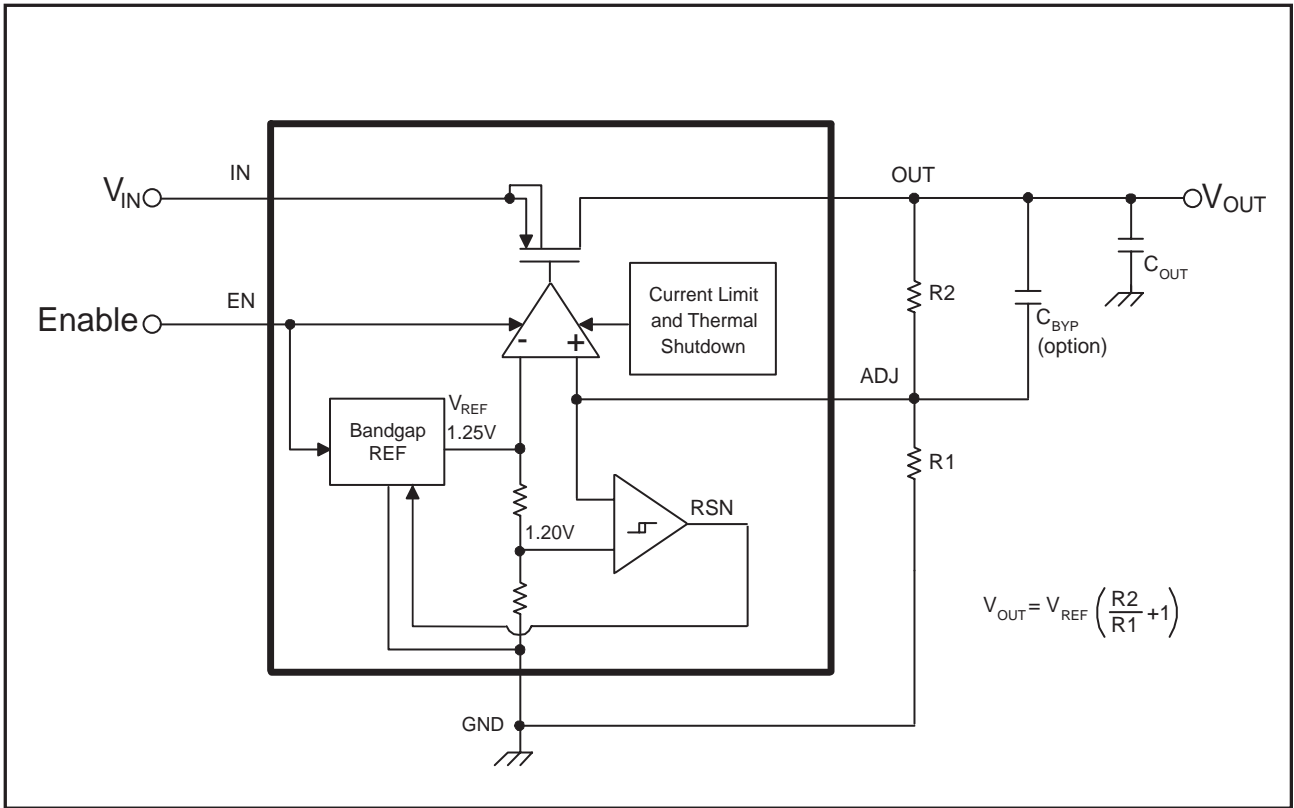 IN
OUT
V_IN
V_OUT
C_OUT
EN
Enable
Current Limit
and Thermal
Shutdown
R2
C_BYP
(option)
-
+
ADJ
V_REF
1.25V
Bandgap
REF
R1
RSN
1.20V
V_OUT = V_REF (R2/R1 +1)
GND